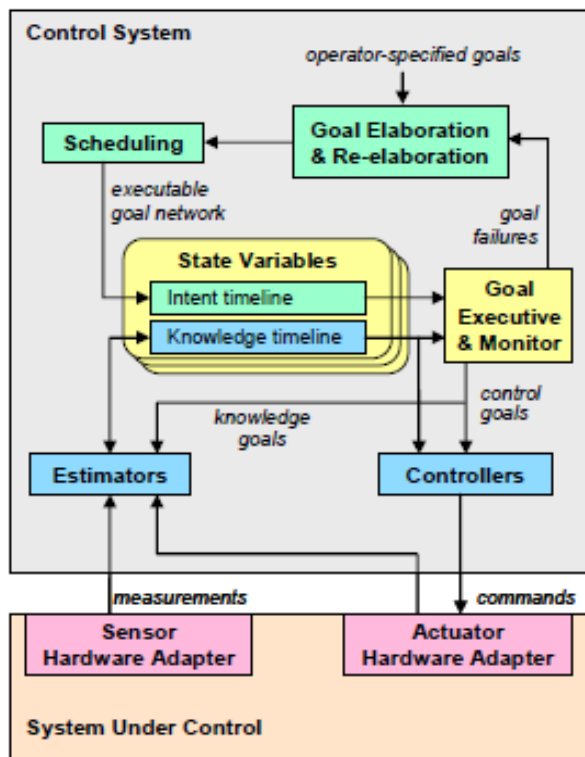 Control System
operator-specified goals
Scheduling
Goal Elaboration
& Re-elaboration
executable
goal network
goal
failures
State Variables
Intent timeline
Knowledge timeline
Goal
Executive
& Monitor
knowledge
goals
control
goals
Estimators
Controllers
measurements
commands
Sensor
Hardware Adapter
Actuator
Hardware Adapter
System Under Control